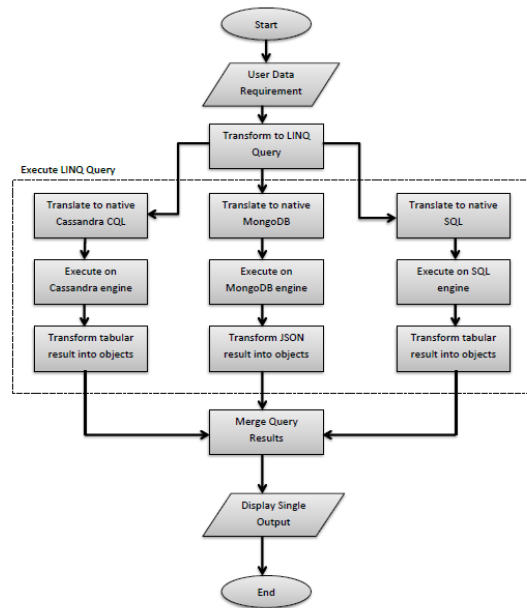 Start
User Data
Requirement
Transform to LINQ
Query
Execute LINQ Query
Translate to native
Cassandra CQL
Translate to native
MongoDB
Translate to native
SQL
Execute on
Cassandra engine
Execute on
MongoDB engine
Execute on SQL
engine
Transform tabular
result into objects
Transform JSON
result into objects
Transform tabular
result into objects
Merge Query
Results
Display Single
Output
End